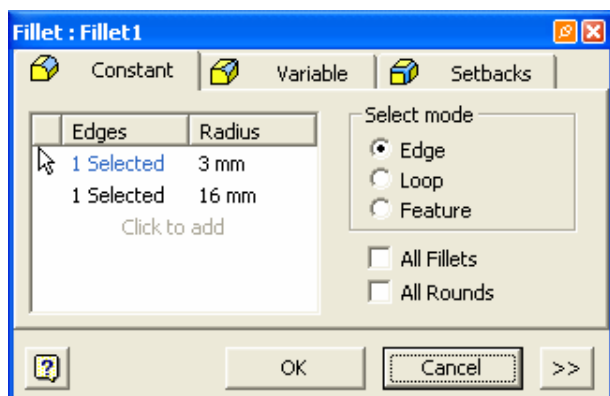 Fillet : Fillet1
Constant Variable Setbacks
Edges Radius
1 Selected 3 mm
1 Selected 16 mm
Click to add
Select mode
Edge
Loop
Feature
All Fillets
All Rounds
? OK Cancel >>